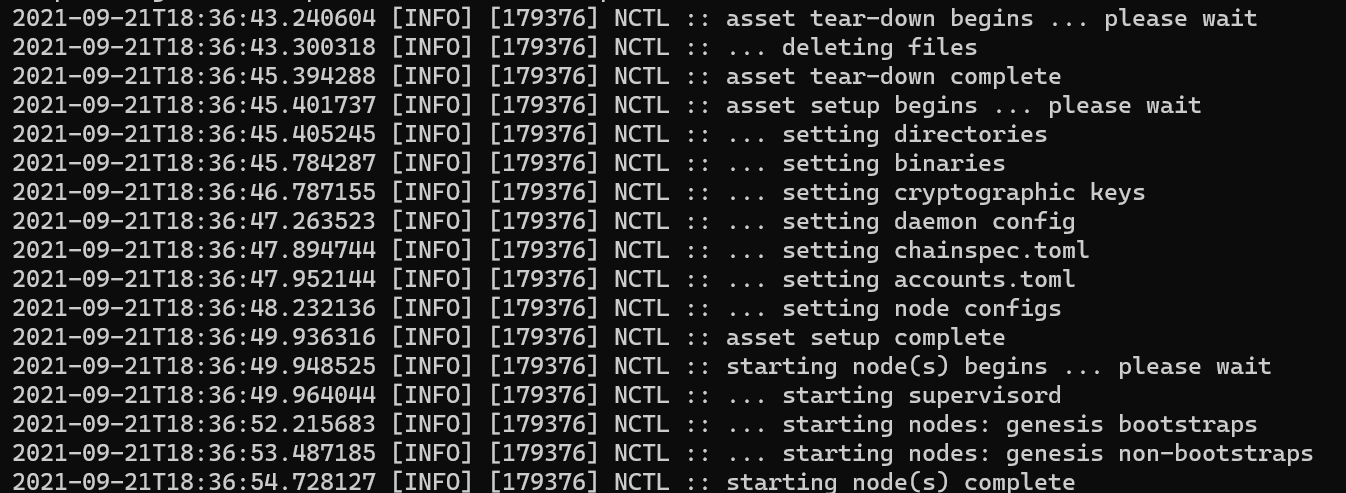 2021-09-21T18:36:43.240604 [INFO] [179376] NCTL :: asset tear-down begins ... please wait
2021-09-21T18:36:43.300318 [INFO] [179376] NCTL :: ... deleting files
2021-09-21T18:36:45.394288 [INFO] [179376] NCTL :: asset tear-down complete
2021-09-21T18:36:45.401737 [INFO] [179376] NCTL :: asset setup begins ... please wait
2021-09-21T18:36:45.405245 [INFO] [179376] NCTL :: ... setting directories
2021-09-21T18:36:45.784287 [INFO] [179376] NCTL :: ... setting binaries
2021-09-21T18:36:46.787155 [INFO] [179376] NCTL :: ... setting cryptographic keys
2021-09-21T18:36:47.263523 [INFO] [179376] NCTL :: ... setting daemon config
2021-09-21T18:36:47.894744 [INFO] [179376] NCTL :: ... setting chainspec.toml
2021-09-21T18:36:47.952144 [INFO] [179376] NCTL :: ... setting accounts.toml
2021-09-21T18:36:48.232136 [INFO] [179376] NCTL :: ... setting node configs
2021-09-21T18:36:49.936316 [INFO] [179376] NCTL :: asset setup complete
2021-09-21T18:36:49.948525 [INFO] [179376] NCTL :: starting node(s) begins ... please wait
2021-09-21T18:36:49.964044 [INFO] [179376] NCTL :: ... starting supervisord
2021-09-21T18:36:52.215683 [INFO] [179376] NCTL :: ... starting nodes: genesis bootstraps
2021-09-21T18:36:53.487185 [INFO] [179376] NCTL :: ... starting nodes: genesis non-bootstraps
2021-09-21T18:36:54.728127 [INFO] [179376] NCTL :: starting node(s) complete